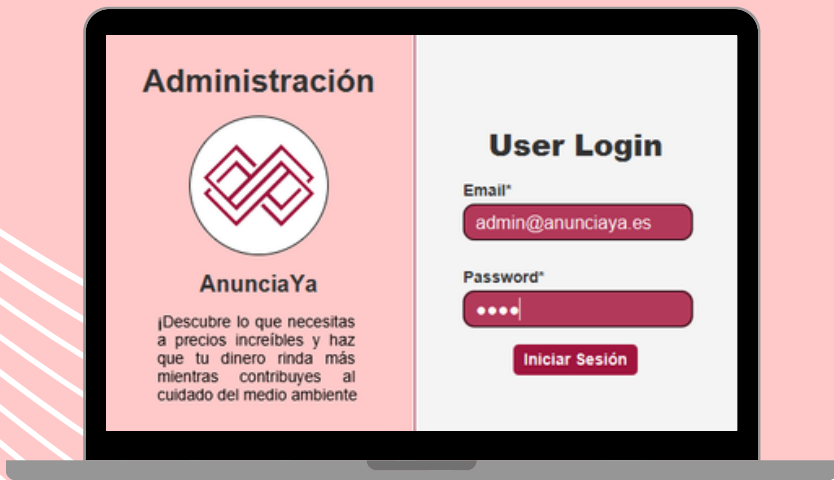 Administración
AnunciaYa
¡Descubre lo que necesitas
a precios increíbles y haz
que tu dinero rinda más
mientras contribuyes al
cuidado del medio ambiente
User Login
Email*
admin@anunciaya.es
Password*
••••
Iniciar Sesión